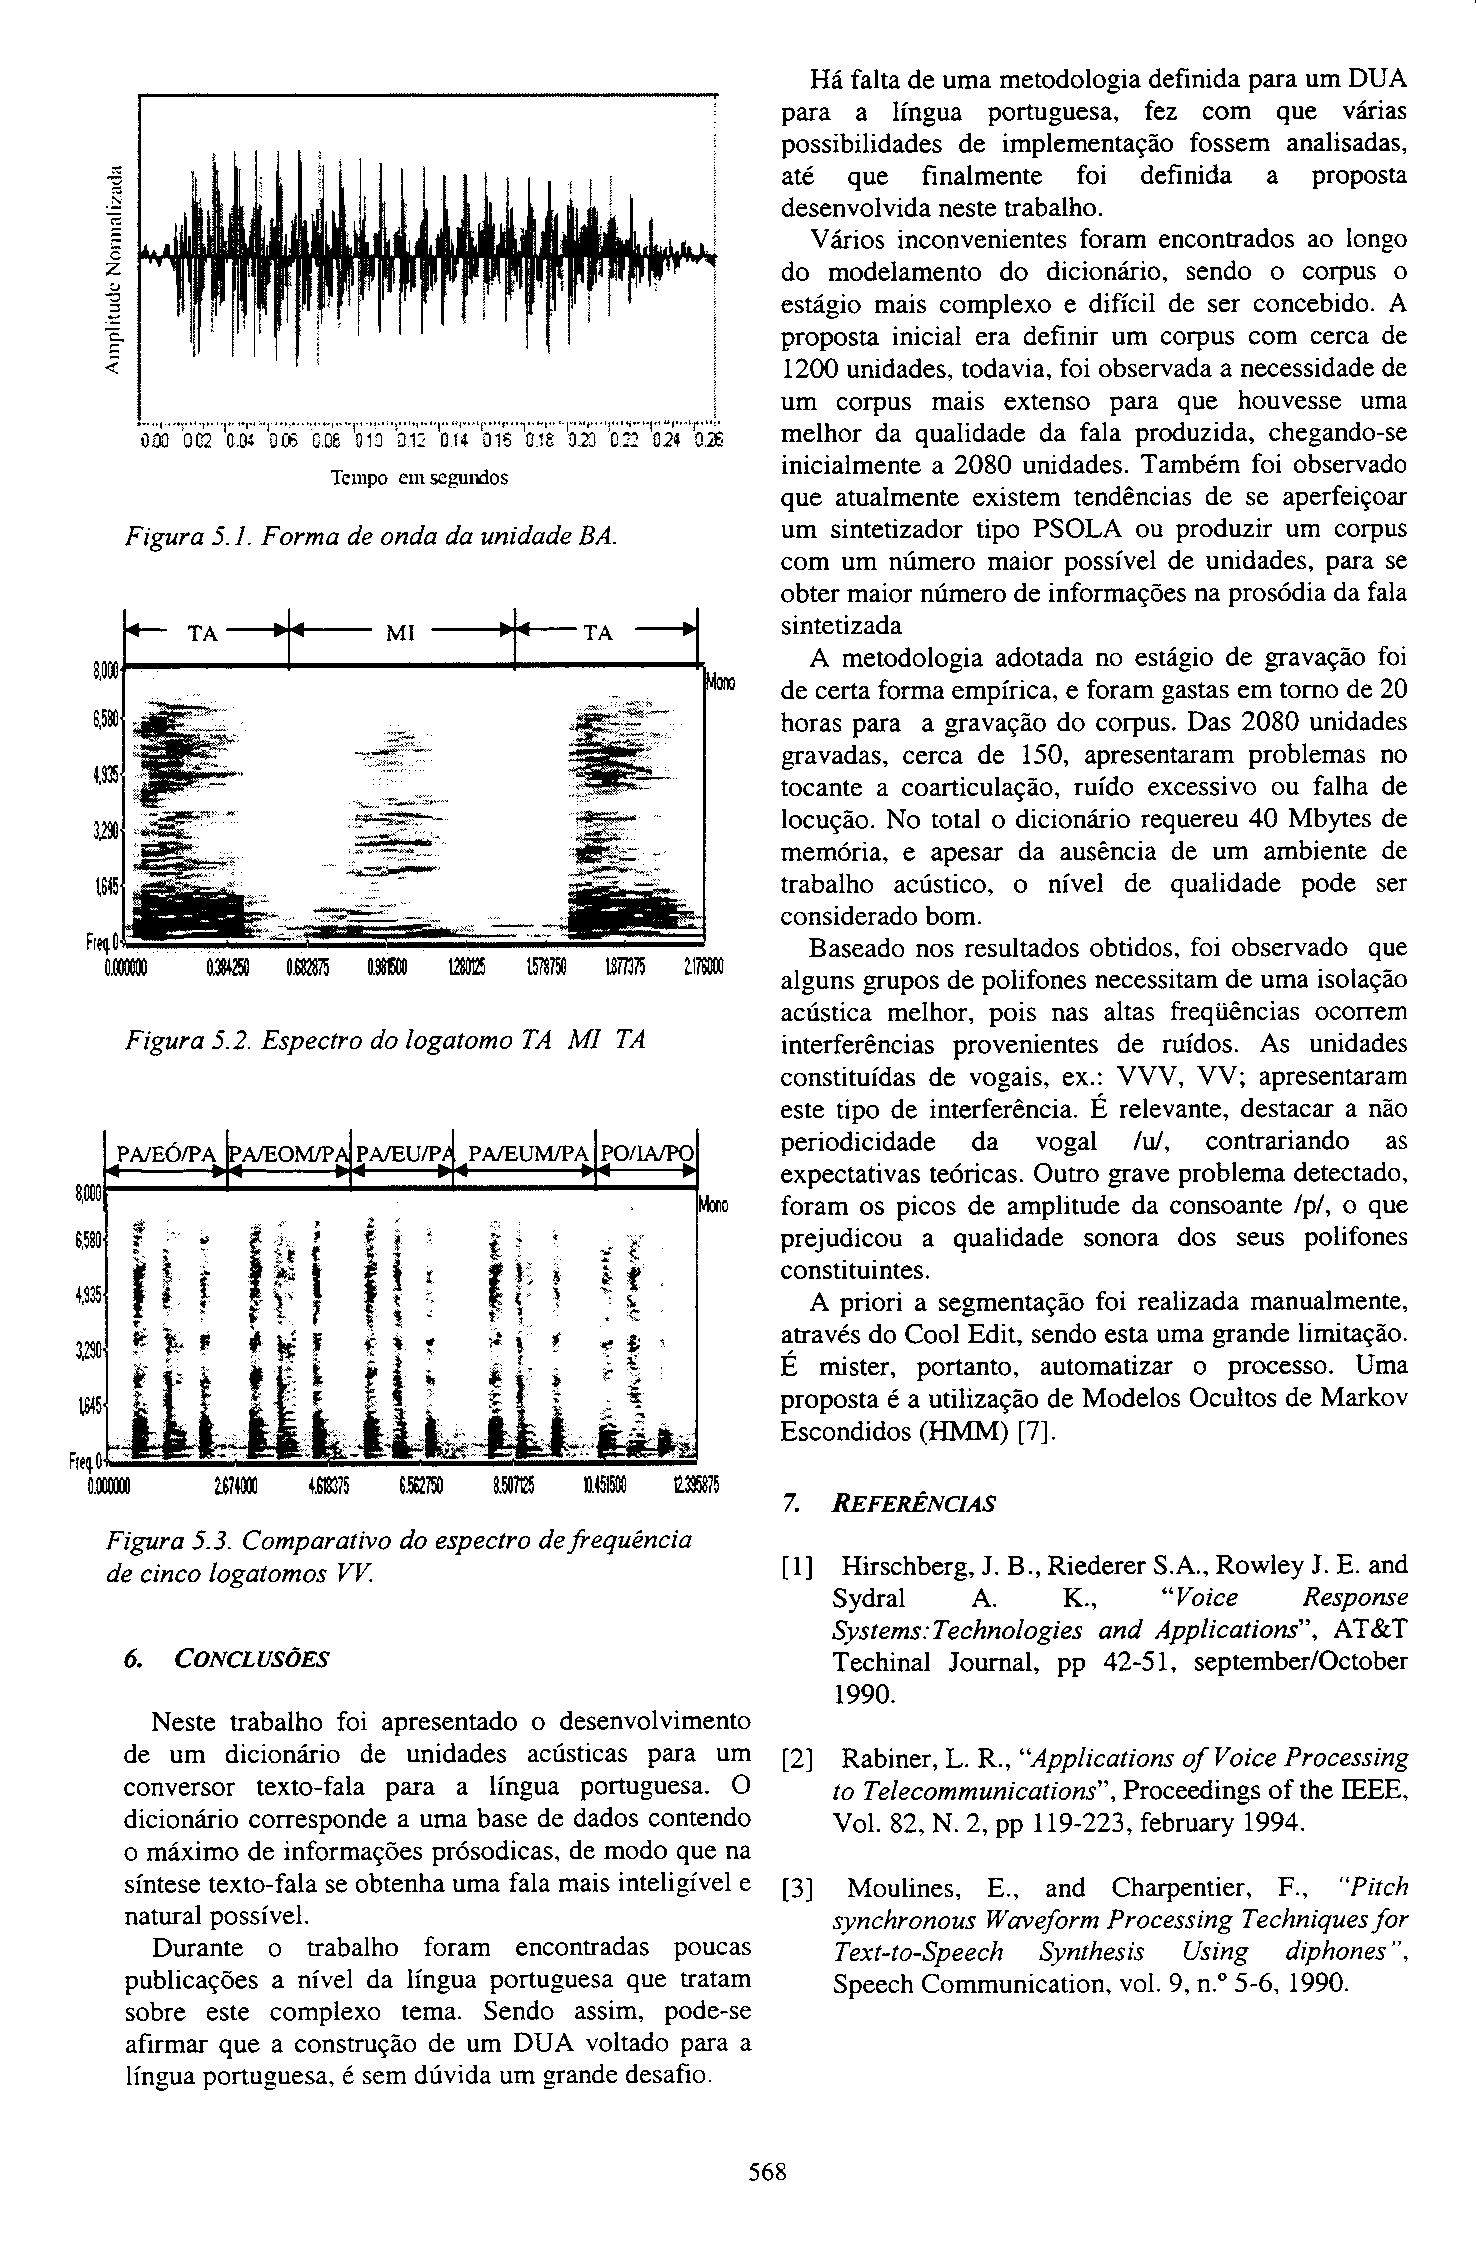 Amplitude Normalizada
0.00 0.02 0.04 0.06 0.08 0.10 0.12 0.14 0.16 0.18 0.20 0.22 0.24 0.26
Tempo em segundos
Figura 5.1. Forma de onda da unidade BA.
TA MI TA
8,000
Mono
6,580
4,935
3,290
1,645
Freq.0
0.000000 0.384250 0.682875 0.981500 1.280125 1.578750 1.877375 2.176000
Figura 5.2. Espectro do logatomo TA MI TA
PA/EÓ/PA PA/EOM/PA PA/EU/PA PA/EUM/PA PO/IA/PO
8,000
Mono
6,580
4,935
3,290
1,645
Freq.0
0.000000 2.674000 4.618375 6.562750 8.507125 10.451500 12.395875
Figura 5.3. Comparativo do espectro de frequência
de cinco logatomos VV.
6. CONCLUSÕES
Neste trabalho foi apresentado o desenvolvimento
de um dicionário de unidades acústicas para um
conversor texto-fala para a língua portuguesa. O
dicionário corresponde a uma base de dados contendo
o máximo de informações prósodicas, de modo que na
síntese texto-fala se obtenha uma fala mais inteligível e
natural possível.
Durante o trabalho foram encontradas poucas
publicações a nível da língua portuguesa que tratam
sobre este complexo tema. Sendo assim, pode-se
afirmar que a construção de um DUA voltado para a
língua portuguesa, é sem dúvida um grande desafio.
Há falta de uma metodologia definida para um DUA
para a língua portuguesa, fez com que várias
possibilidades de implementação fossem analisadas,
até que finalmente foi definida a proposta
desenvolvida neste trabalho.
Vários inconvenientes foram encontrados ao longo
do modelamento do dicionário, sendo o corpus o
estágio mais complexo e difícil de ser concebido. A
proposta inicial era definir um corpus com cerca de
1200 unidades, todavia, foi observada a necessidade de
um corpus mais extenso para que houvesse uma
melhor da qualidade da fala produzida, chegando-se
inicialmente a 2080 unidades. Também foi observado
que atualmente existem tendências de se aperfeiçoar
um sintetizador tipo PSOLA ou produzir um corpus
com um número maior possível de unidades, para se
obter maior número de informações na prosódia da fala
sintetizada
A metodologia adotada no estágio de gravação foi
de certa forma empírica, e foram gastas em torno de 20
horas para a gravação do corpus. Das 2080 unidades
gravadas, cerca de 150, apresentaram problemas no
tocante a coarticulação, ruído excessivo ou falha de
locução. No total o dicionário requereu 40 Mbytes de
memória, e apesar da ausência de um ambiente de
trabalho acústico, o nível de qualidade pode ser
considerado bom.
Baseado nos resultados obtidos, foi observado que
alguns grupos de polifones necessitam de uma isolação
acústica melhor, pois nas altas freqüências ocorrem
interferências provenientes de ruídos. As unidades
constituídas de vogais, ex.: VVV, VV; apresentaram
este tipo de interferência. É relevante, destacar a não
periodicidade da vogal /u/, contrariando as
expectativas teóricas. Outro grave problema detectado,
foram os picos de amplitude da consoante /p/, o que
prejudicou a qualidade sonora dos seus polifones
constituintes.
A priori a segmentação foi realizada manualmente,
através do Cool Edit, sendo esta uma grande limitação.
É mister, portanto, automatizar o processo. Uma
proposta é a utilização de Modelos Ocultos de Markov
Escondidos (HMM) [7].
7. REFERÊNCIAS
[1] Hirschberg, J. B., Riederer S.A., Rowley J. E. and
Sydral A. K., “Voice Response
Systems:Technologies and Applications”, AT&T
Techinal Journal, pp 42-51, september/October
1990.
[2] Rabiner, L. R., “Applications of Voice Processing
to Telecommunications”, Proceedings of the IEEE,
Vol. 82, N. 2, pp 119-223, february 1994.
[3] Moulines, E., and Charpentier, F., “Pitch
synchronous Waveform Processing Techniques for
Text-to-Speech Synthesis Using diphones”,
Speech Communication, vol. 9, n.º 5-6, 1990.
568